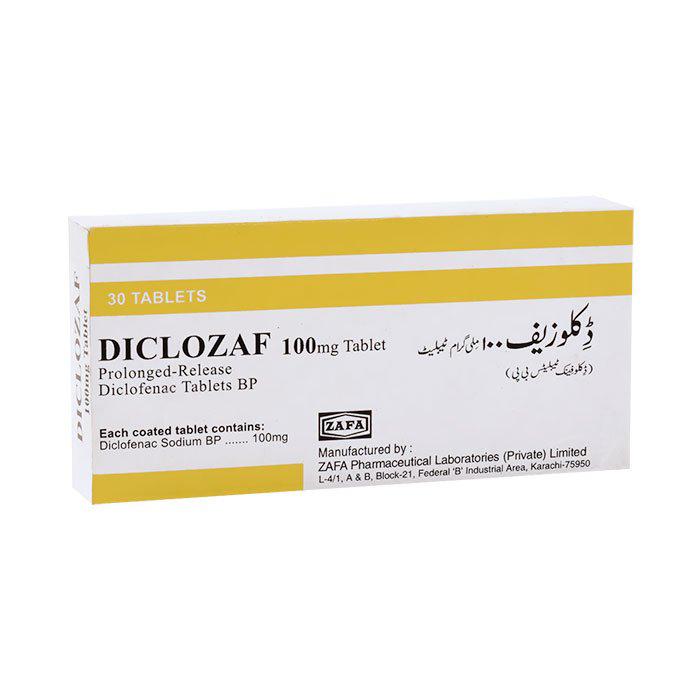 30 TABLETS
DICLOZAF 100mg Tablet
Prolonged-Release
Diclofenac Tablets BP
Each coated tablet contains:
Diclofenac Sodium BP ....... 100mg
ڈِکلوزیف ۱۰۰ ملی گرام ٹیبلیٹ
(ڈکلوفینک ٹیبلیٹس بی پی)
ZAFA
Manufactured by :
ZAFA Pharmaceutical Laboratories (Private) Limited
L-4/1, A & B, Block-21, Federal 'B' Industrial Area, Karachi-75950
DICLOZAF
100mg Tablet